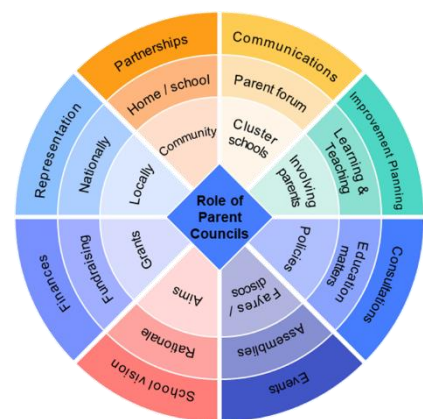 Partnerships
Home / school
Community
Communications
Parent forum
Cluster
schools
Improvement Planning
Learning &
Teaching
Involving
parents
Consultations
Education
matters
Policies
Events
Assemblies
Fayres /
discos
School vision
Rationale
Aims
Finances
Fundraising
Grants
Representation
Nationally
Locally
Role of
Parent
Councils